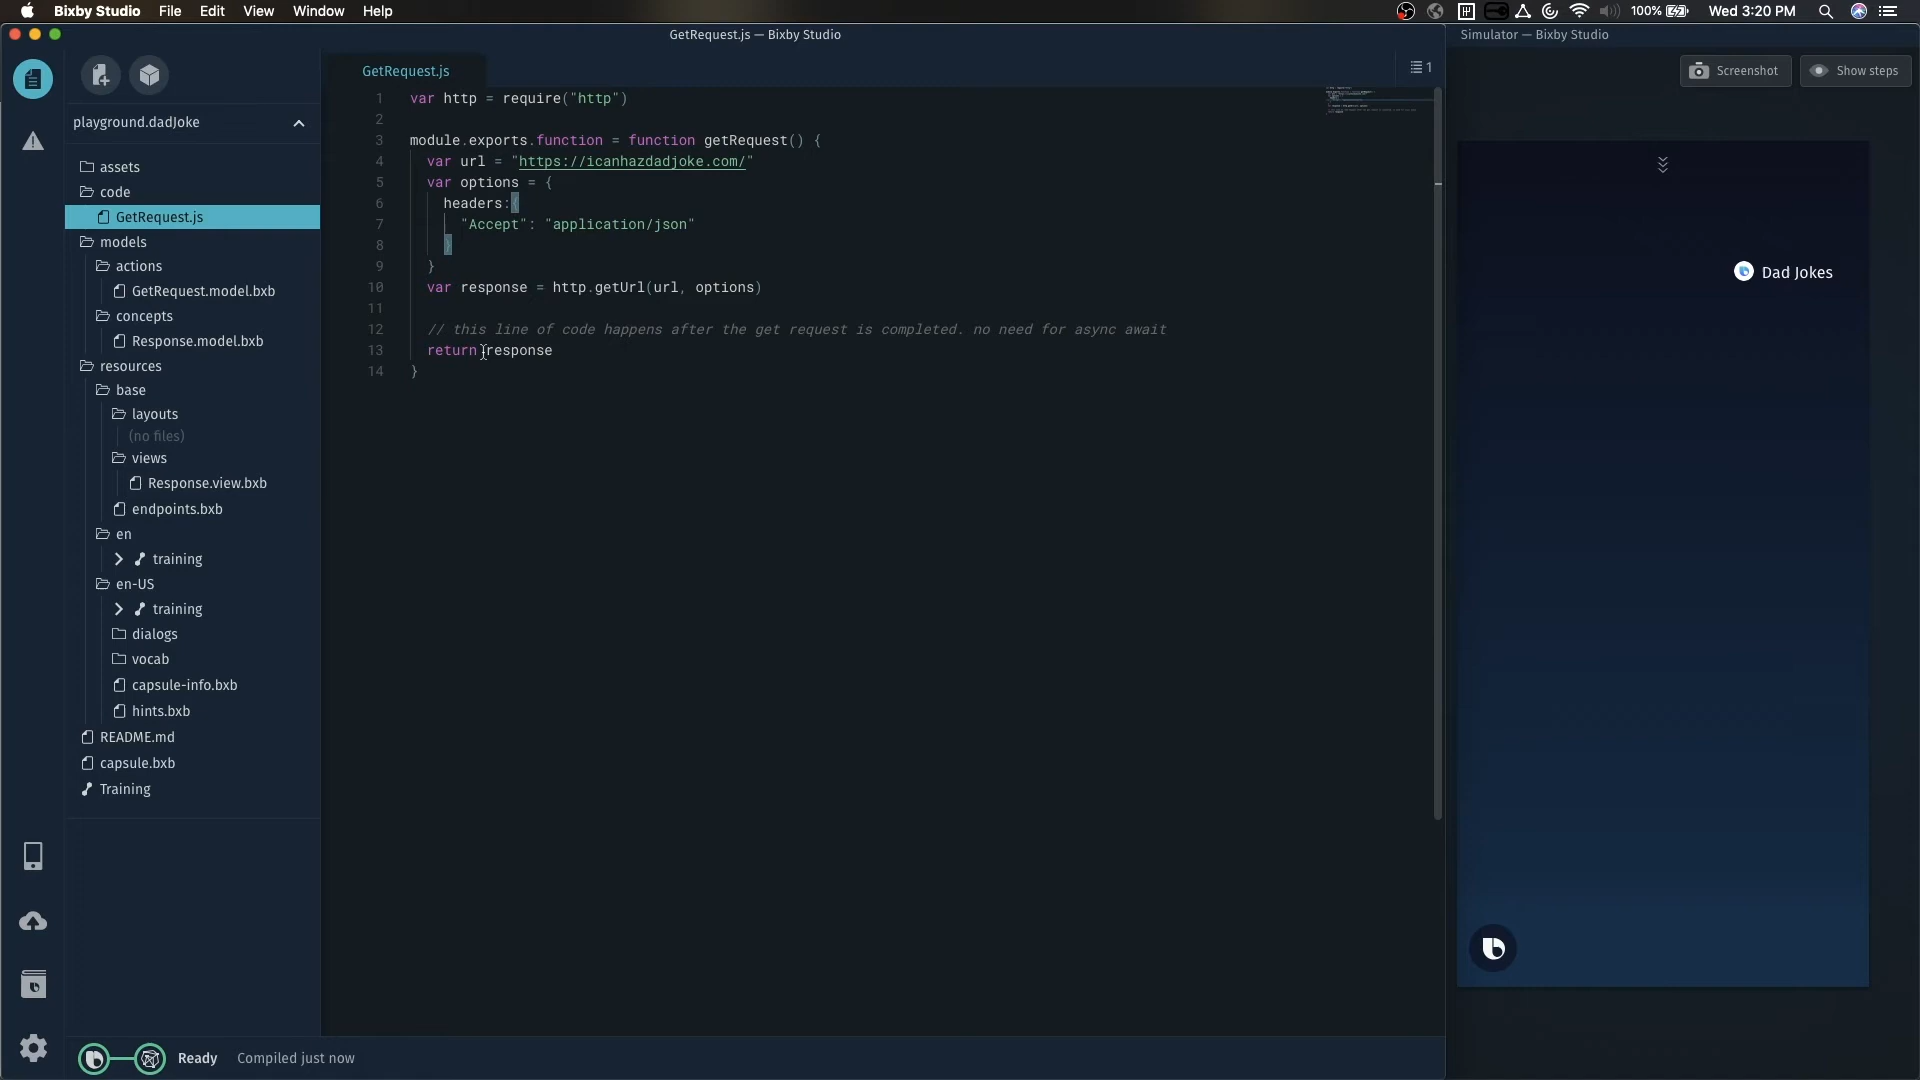 Bixby Studio File Edit View Window Help
100% Wed 3:20 PM
GetRequest.js — Bixby Studio
Simulator — Bixby Studio
GetRequest.js
1
Screenshot
Show steps
playground.dadJoke
assets
code
GetRequest.js
models
actions
GetRequest.model.bxb
concepts
Response.model.bxb
resources
base
layouts
(no files)
views
Response.view.bxb
endpoints.bxb
en
training
en-US
training
dialogs
vocab
capsule-info.bxb
hints.bxb
README.md
capsule.bxb
Training
1 var http = require("http")
2
3 module.exports.function = function getRequest() {
4 var url = "https://icanhazdadjoke.com/"
5 var options = {
6 headers:{
7 "Accept": "application/json"
8 }
9 }
10 var response = http.getUrl(url, options)
11
12 // this line of code happens after the get request is completed. no need for async await
13 return response
14 }
Dad Jokes
Ready Compiled just now